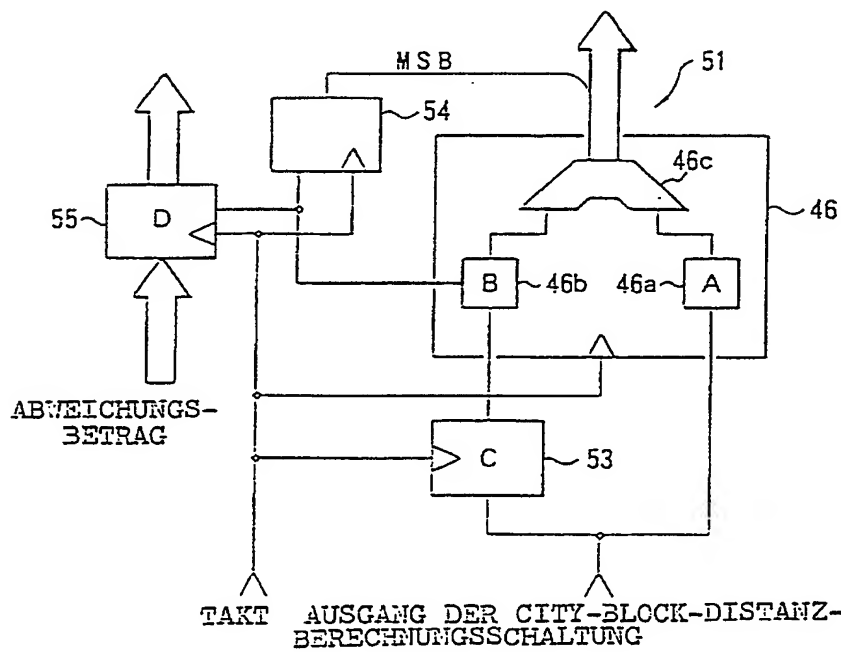 MSB
51
54
46c
55
D
46
B
46b
46a
A
C
53
ABWEICHUNGS-
BETRAG
TAKT
AUSGANG DER CITY-BLOCK-DISTANZ-
BERECHNUNGSSCHALTUNG